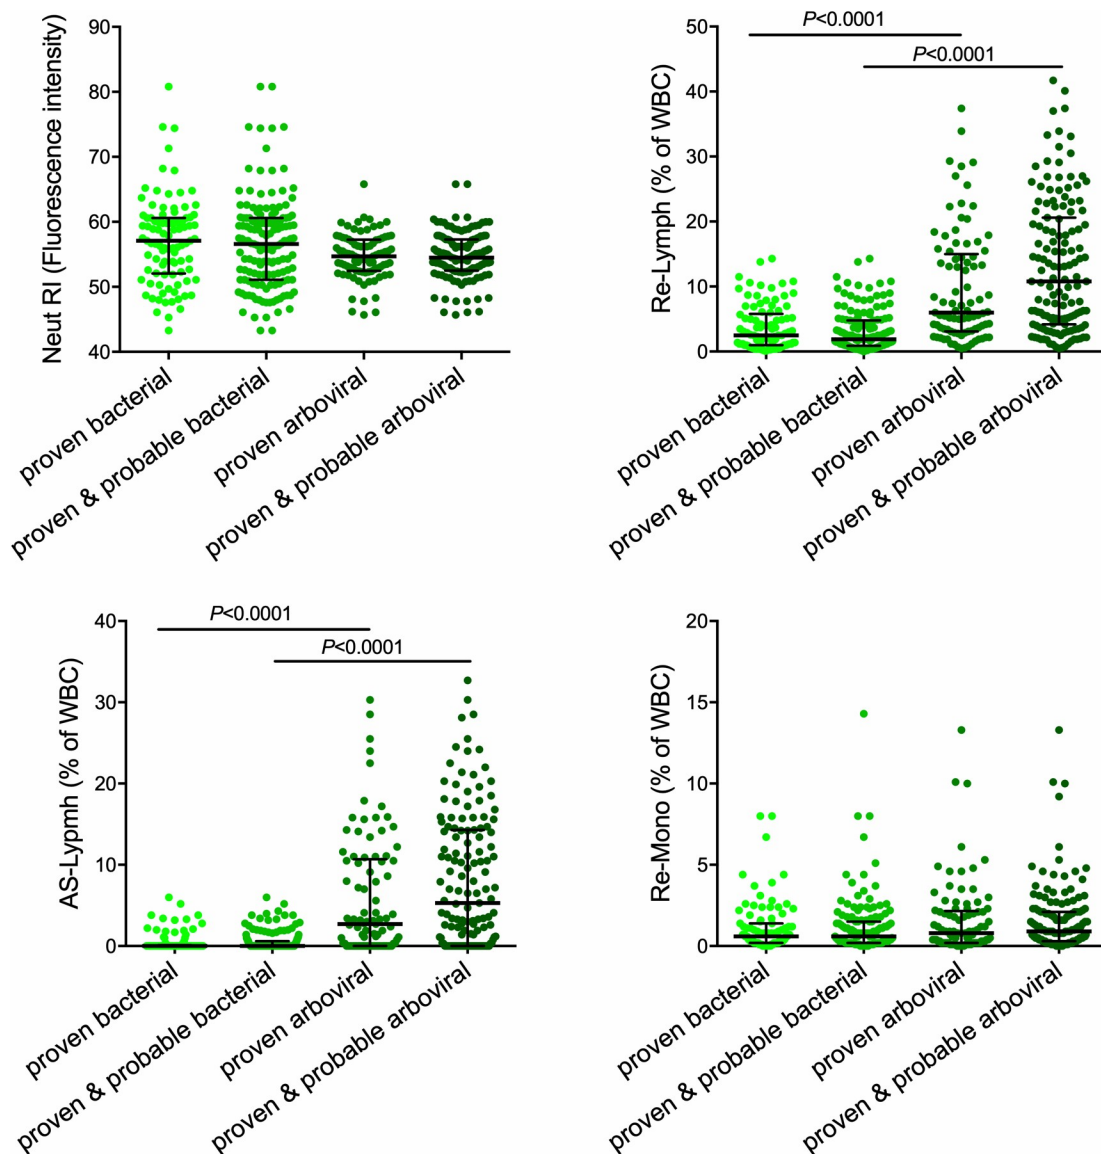 Neut RI (Fluorescence intensity)
90
80
70
60
50
40
proven bacterial
proven & probable bacterial
proven arboviral
proven & probable arboviral
P<0.0001
P<0.0001
Re-Lymph (% of WBC)
50
40
30
20
10
0
proven bacterial
proven & probable bacterial
proven arboviral
proven & probable arboviral
P<0.0001
P<0.0001
AS-Lypmh (% of WBC)
40
30
20
10
0
proven bacterial
proven & probable bacterial
proven arboviral
proven & probable arboviral
Re-Mono (% of WBC)
20
15
10
5
0
proven bacterial
proven & probable bacterial
proven arboviral
proven & probable arboviral